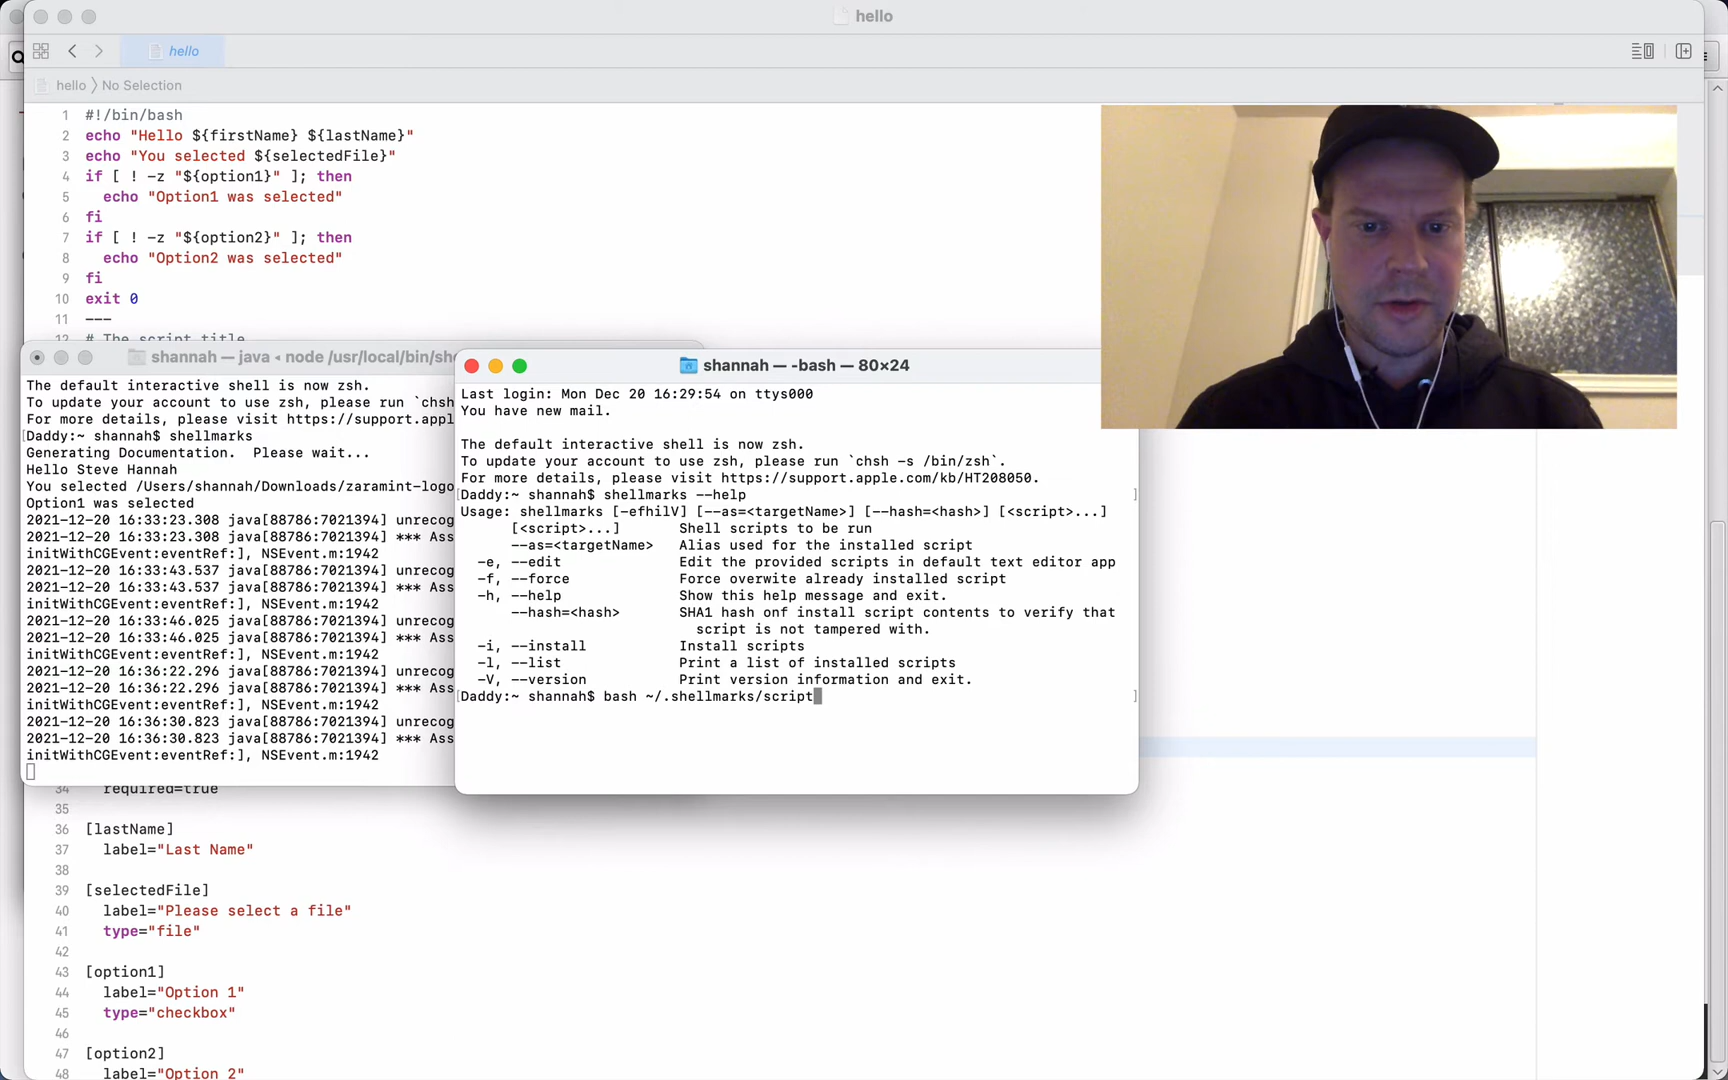 hello
hello
hello 〉 No Selection
1 #!/bin/bash
2 echo "Hello ${firstName} ${lastName}"
3 echo "You selected ${selectedFile}"
4 if [ ! -z "${option1}" ]; then
5 echo "Option1 was selected"
6 fi
7 if [ ! -z "${option2}" ]; then
8 echo "Option2 was selected"
9 fi
10 exit 0
11 ---
12 # The script title
shannah — java ◂ node /usr/local/bin/she
The default interactive shell is now zsh.
To update your account to use zsh, please run `chsh
For more details, please visit https://support.appl
[Daddy:~ shannah$ shellmarks
Generating Documentation.  Please wait...
Hello Steve Hannah
You selected /Users/shannah/Downloads/zaramint-logo
Option1 was selected
2021-12-20 16:33:23.308 java[88786:7021394] unrecog
2021-12-20 16:33:23.308 java[88786:7021394] *** Ass
initWithCGEvent:eventRef:], NSEvent.m:1942
2021-12-20 16:33:43.537 java[88786:7021394] unrecog
2021-12-20 16:33:43.537 java[88786:7021394] *** Ass
initWithCGEvent:eventRef:], NSEvent.m:1942
2021-12-20 16:33:46.025 java[88786:7021394] unrecog
2021-12-20 16:33:46.025 java[88786:7021394] *** Ass
initWithCGEvent:eventRef:], NSEvent.m:1942
2021-12-20 16:36:22.296 java[88786:7021394] unrecog
2021-12-20 16:36:22.296 java[88786:7021394] *** Ass
initWithCGEvent:eventRef:], NSEvent.m:1942
2021-12-20 16:36:30.823 java[88786:7021394] unrecog
2021-12-20 16:36:30.823 java[88786:7021394] *** Ass
initWithCGEvent:eventRef:], NSEvent.m:1942
shannah — -bash — 80×24
Last login: Mon Dec 20 16:29:54 on ttys000
You have new mail.
The default interactive shell is now zsh.
To update your account to use zsh, please run `chsh -s /bin/zsh`.
For more details, please visit https://support.apple.com/kb/HT208050.
[Daddy:~ shannah$ shellmarks --help ]
Usage: shellmarks [-efhilV] [--as=<targetName>] [--hash=<hash>] [<script>...]
[<script>...] Shell scripts to be run
--as=<targetName> Alias used for the installed script
-e, --edit Edit the provided scripts in default text editor app
-f, --force Force overwite already installed script
-h, --help Show this help message and exit.
--hash=<hash> SHA1 hash onf install script contents to verify that
script is not tampered with.
-i, --install Install scripts
-l, --list Print a list of installed scripts
-V, --version Print version information and exit.
[Daddy:~ shannah$ bash ~/.shellmarks/script ]
34 required=true
35
36 [lastName]
37 label="Last Name"
38
39 [selectedFile]
40 label="Please select a file"
41 type="file"
42
43 [option1]
44 label="Option 1"
45 type="checkbox"
46
47 [option2]
48 label="Option 2"